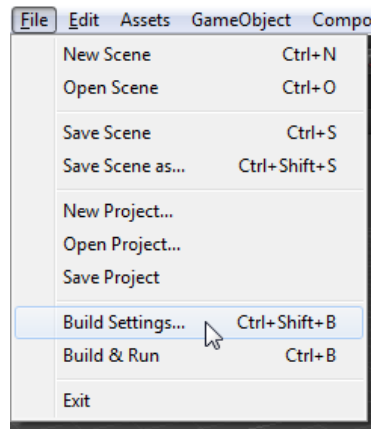 File Edit Assets GameObject Compo
New Scene Ctrl+N
Open Scene Ctrl+O
Save Scene Ctrl+S
Save Scene as... Ctrl+Shift+S
New Project...
Open Project...
Save Project
Build Settings... Ctrl+Shift+B
Build & Run Ctrl+B
Exit